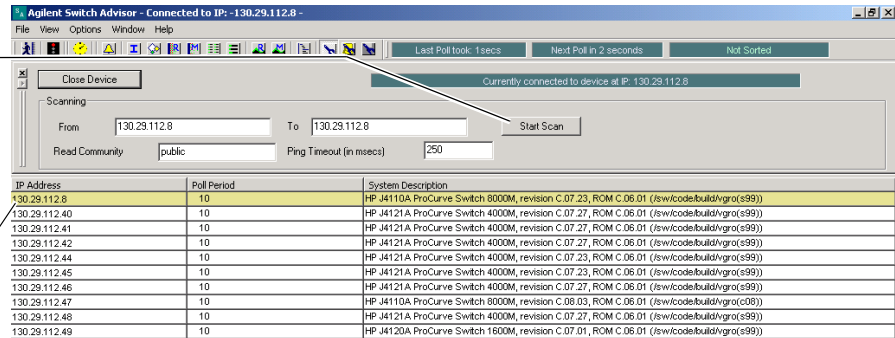 Agilent Switch Advisor - Connected to IP: -130.29.112.8 -
File View Options Window Help
Last Poll took: 1secs Next Poll in 2 seconds Not Sorted
Close Device Currently connected to device at IP: 130.29.112.8
Scanning
From 130.29.112.8 To 130.29.112.8 Start Scan
Read Community public Ping Timeout (in msecs) 250
IP Address Poll Period System Description
130.29.112.8 10 HP J4110A ProCurve Switch 8000M, revision C.07.23, ROM C.06.01 (/sw/code/build/vgro(s99))
130.29.112.40 10 HP J4121A ProCurve Switch 4000M, revision C.07.27, ROM C.06.01 (/sw/code/build/vgro(s99))
130.29.112.41 10 HP J4121A ProCurve Switch 4000M, revision C.07.27, ROM C.06.01 (/sw/code/build/vgro(s99))
130.29.112.42 10 HP J4121A ProCurve Switch 4000M, revision C.07.27, ROM C.06.01 (/sw/code/build/vgro(s99))
130.29.112.44 10 HP J4121A ProCurve Switch 4000M, revision C.07.23, ROM C.06.01 (/sw/code/build/vgro(s99))
130.29.112.45 10 HP J4121A ProCurve Switch 4000M, revision C.07.23, ROM C.06.01 (/sw/code/build/vgro(s99))
130.29.112.46 10 HP J4121A ProCurve Switch 4000M, revision C.07.27, ROM C.06.01 (/sw/code/build/vgro(s99))
130.29.112.47 10 HP J4110A ProCurve Switch 8000M, revision C.08.03, ROM C.06.01 (/sw/code/build/vgro(c08))
130.29.112.48 10 HP J4121A ProCurve Switch 4000M, revision C.07.23, ROM C.06.01 (/sw/code/build/vgro(s99))
130.29.112.49 10 HP J4120A ProCurve Switch 1600M, revision C.07.01, ROM C.06.01 (/sw/code/build/vgro(s99))